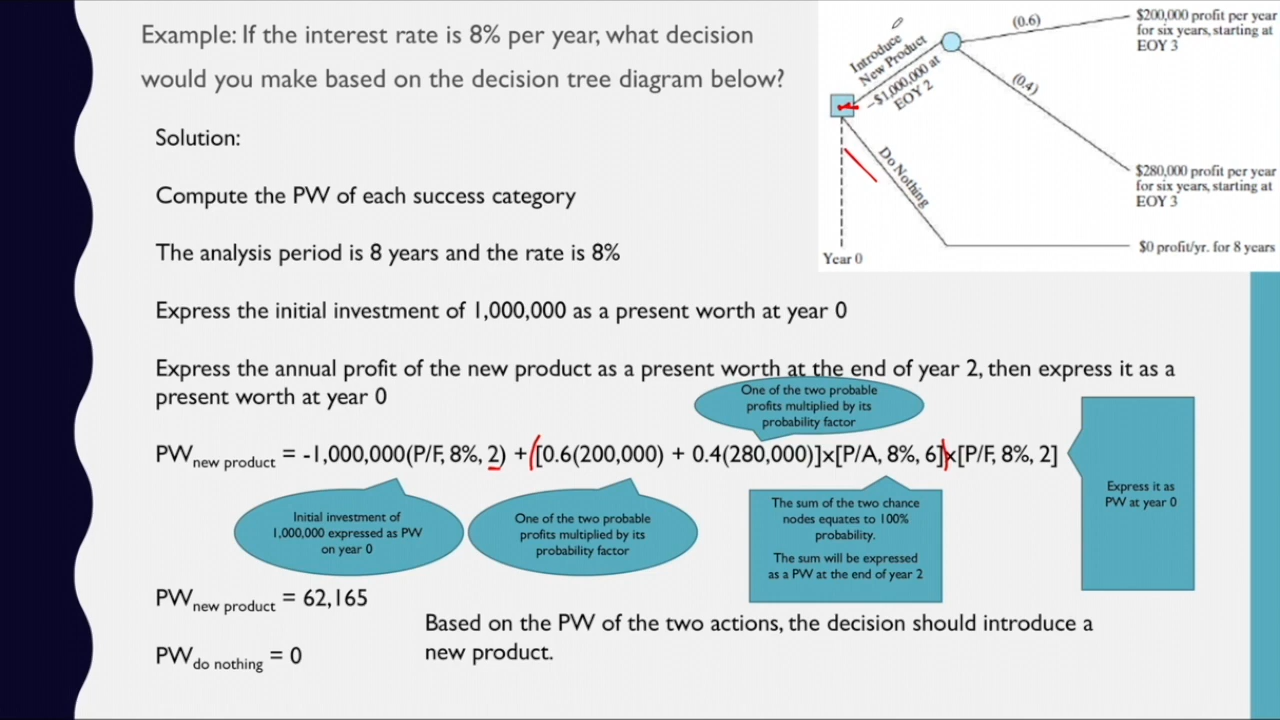 Example: If the interest rate is 8% per year, what decision
would you make based on the decision tree diagram below?
Introduce
New Product
-$1,000,000 at
EOY 2
(0.6)
$200,000 profit per year
for six years, starting at
EOY 3
(0.4)
$280,000 profit per year
for six years, starting at
EOY 3
Do Nothing
$0 profit/yr. for 8 years
Year 0
Solution:
Compute the PW of each success category
The analysis period is 8 years and the rate is 8%
Express the initial investment of 1,000,000 as a present worth at year 0
Express the annual profit of the new product as a present worth at the end of year 2, then express it as a
present worth at year 0
One of the two probable
profits multiplied by its
probability factor
PW new product = -1,000,000(P/F, 8%, 2) + [0.6(200,000) + 0.4(280,000)]x[P/A, 8%, 6]x[P/F, 8%, 2]
Initial investment of
1,000,000 expressed as PW
on year 0
One of the two probable
profits multiplied by its
probability factor
The sum of the two chance
nodes equates to 100%
probability.
The sum will be expressed
as a PW at the end of year 2
Express it as
PW at year 0
PW new product = 62,165
PW do nothing = 0
Based on the PW of the two actions, the decision should introduce a
new product.